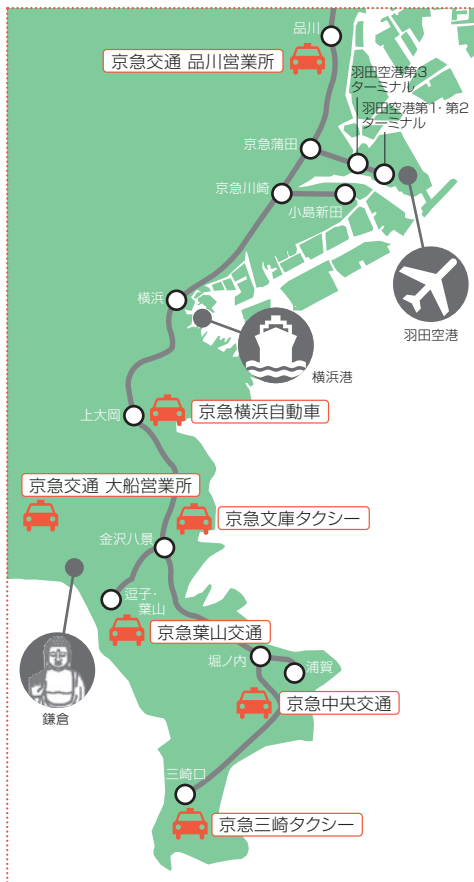 品川
京急交通 品川営業所
羽田空港第3
ターミナル
羽田空港第1・第2
ターミナル
京急蒲田
京急川崎
小島新田
羽田空港
横浜
横浜港
上大岡
京急横浜自動車
京急交通 大船営業所
京急文庫タクシー
金沢八景
逗子・
葉山
京急葉山交通
堀ノ内
浦賀
鎌倉
京急中央交通
三崎口
京急三崎タクシー